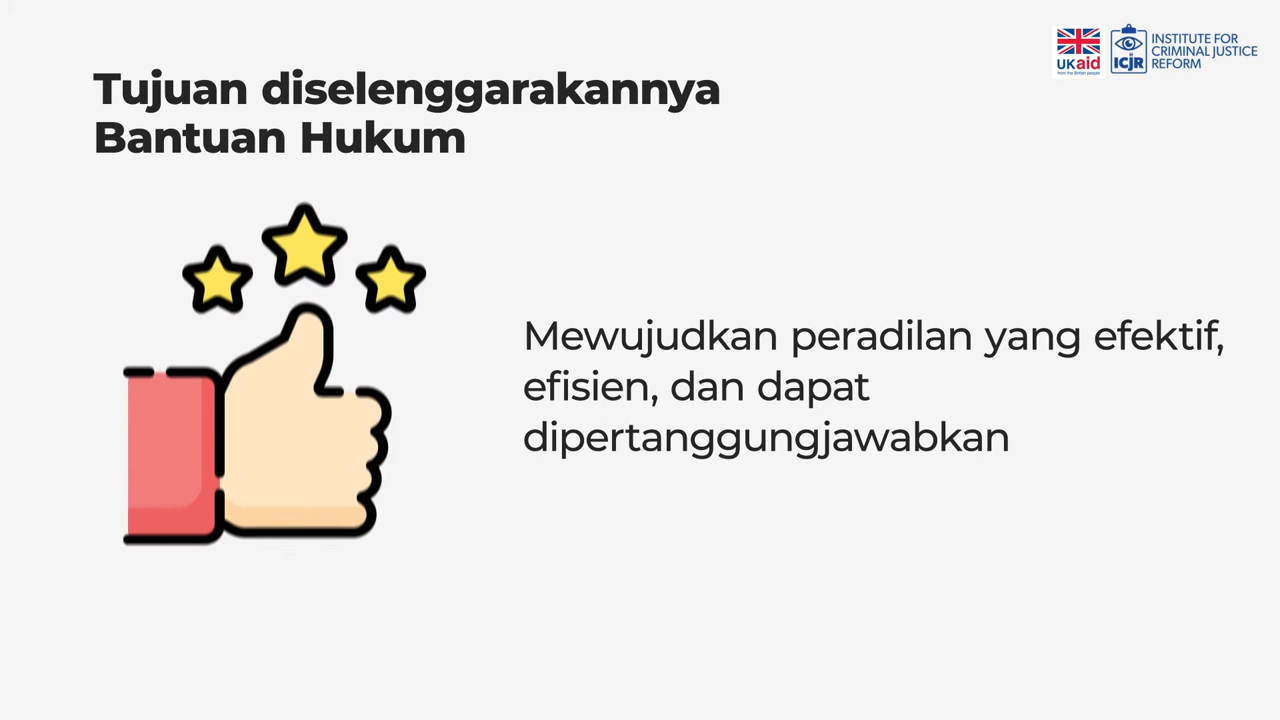 UKaid
from the British people
ICJR
INSTITUTE FOR
CRIMINAL JUSTICE
REFORM
Tujuan diselenggarakannya
Bantuan Hukum
Mewujudkan peradilan yang efektif,
efisien, dan dapat
dipertanggungjawabkan